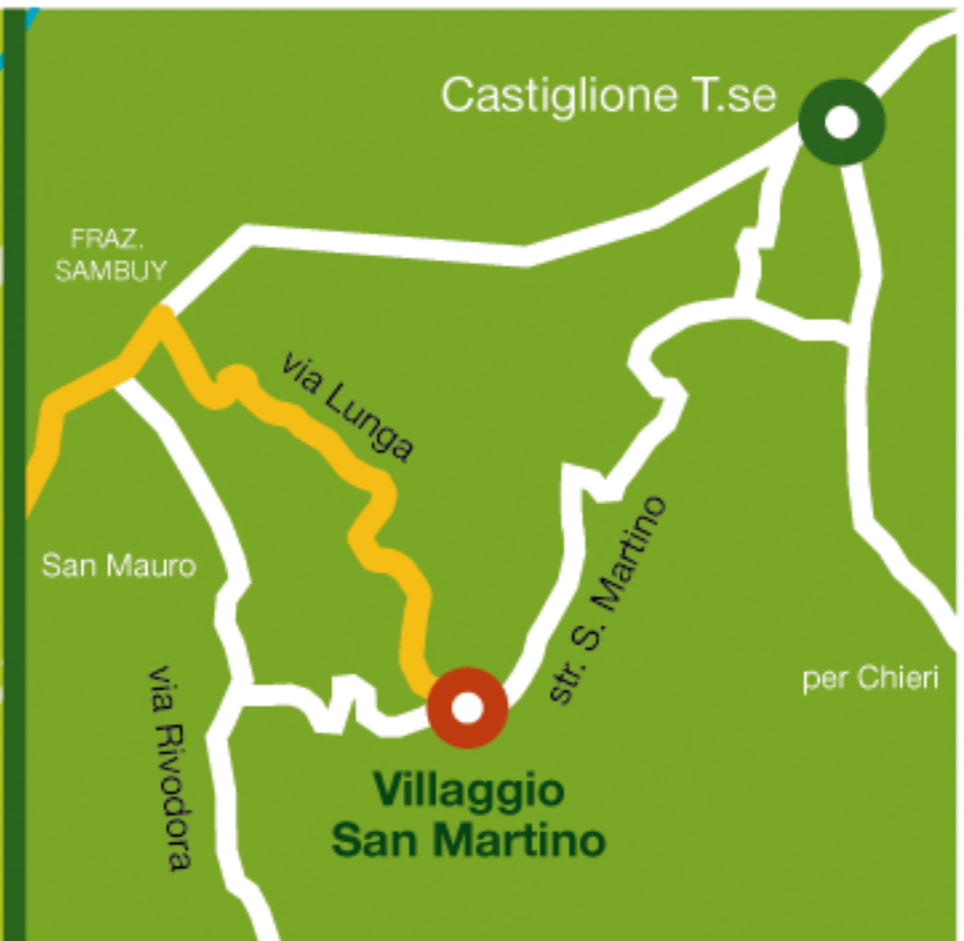 Castiglione T.se
FRAZ.
SAMBUY
via Lunga
San Mauro
str. S. Martino
per Chieri
via Rivodora
Villaggio
San Martino